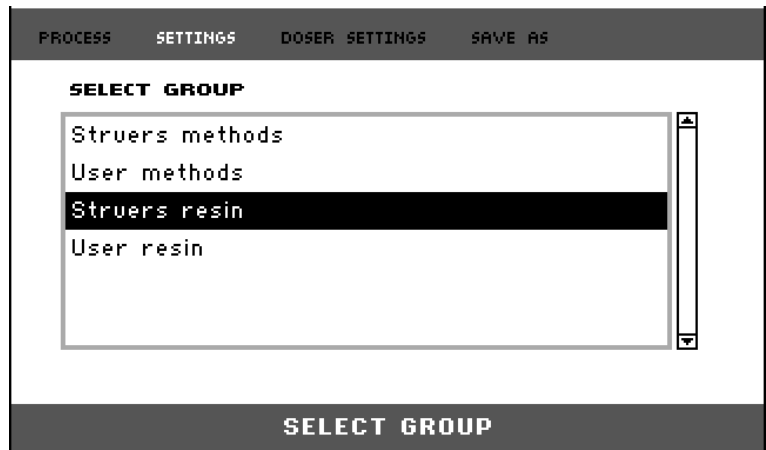 PROCESS SETTINGS DOSER SETTINGS SAVE AS
SELECT GROUP
Struers methods
User methods
Struers resin
User resin
SELECT GROUP